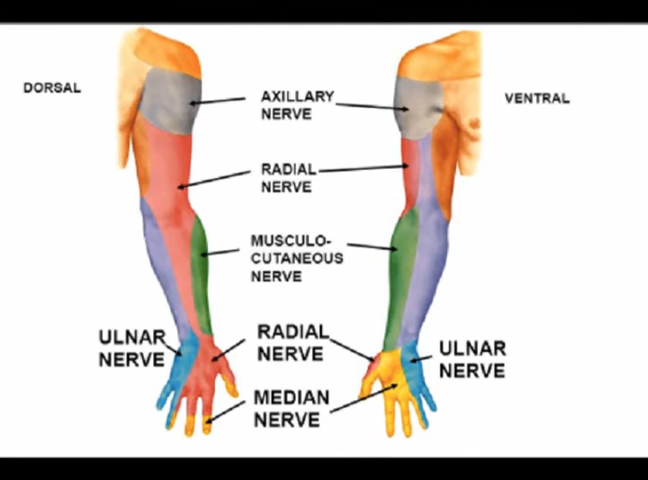 DORSAL
AXILLARY
NERVE
VENTRAL
RADIAL
NERVE
MUSCULO-
CUTANEOUS
NERVE
ULNAR
NERVE
RADIAL
NERVE
ULNAR
NERVE
MEDIAN
NERVE